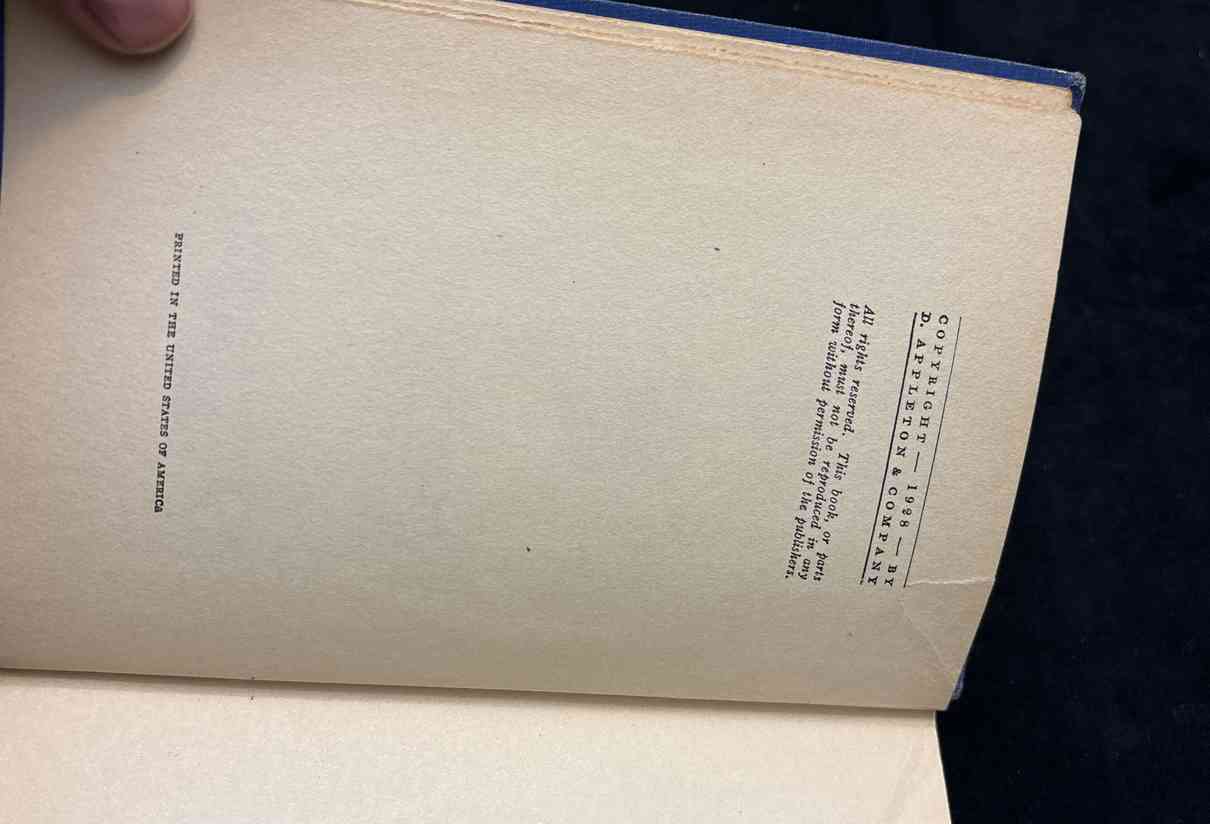 COPYRIGHT — 1928 — BY
D. APPLETON & COMPANY
All rights reserved. This book, or parts
thereof, must not be reproduced in any
form without permission of the publishers.
PRINTED IN THE UNITED STATES OF AMERICA